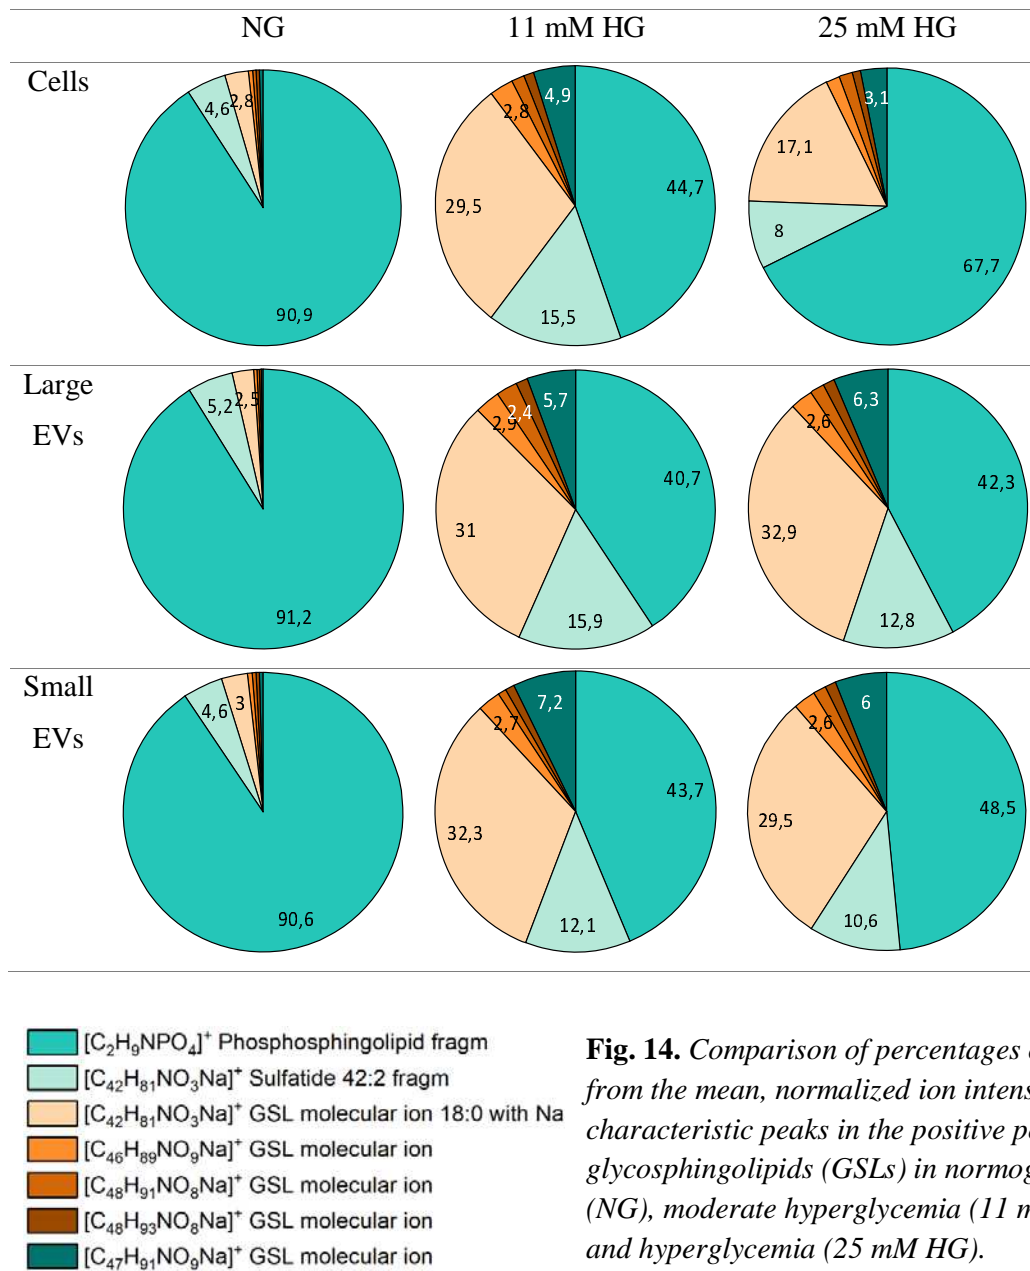 NG 11 mM HG 25 mM HG
Cells
4,6 2,8 90,9
2,8 4,9 44,7 29,5 15,5
3,1 17,1 8 67,7
Large
EVs
5,2 2,5 91,2
2,9 2,4 5,7 40,7 31 15,9
2,6 6,3 42,3 32,9 12,8
Small
EVs
4,6 3 90,6
2,7 7,2 43,7 32,3 12,1
2,6 6 48,5 29,5 10,6
[C₂H₉NPO₄]⁺ Phosphosphingolipid fragm
[C₄₂H₈₁NO₃Na]⁺ Sulfatide 42:2 fragm
[C₄₂H₈₁NO₃Na]⁺ GSL molecular ion 18:0 with Na
[C₄₆H₈₉NO₉Na]⁺ GSL molecular ion
[C₄₈H₉₁NO₈Na]⁺ GSL molecular ion
[C₄₈H₉₃NO₈Na]⁺ GSL molecular ion
[C₄₇H₉₁NO₉Na]⁺ GSL molecular ion
Fig. 14. Comparison of percentages
from the mean, normalized ion intens
characteristic peaks in the positive p
glycosphingolipids (GSLs) in normog
(NG), moderate hyperglycemia (11 m
and hyperglycemia (25 mM HG).